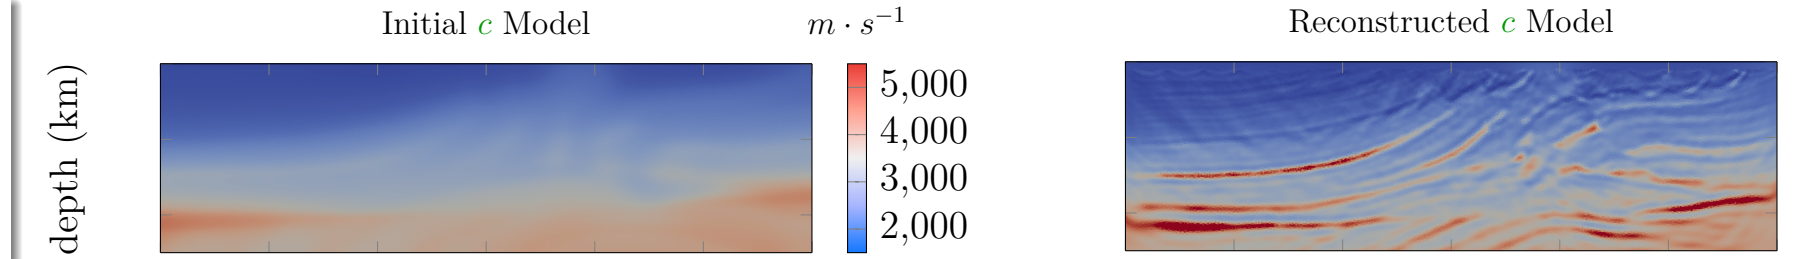 Initial c Model
m · s⁻¹
Reconstructed c Model
depth (km)
5,000
4,000
3,000
2,000